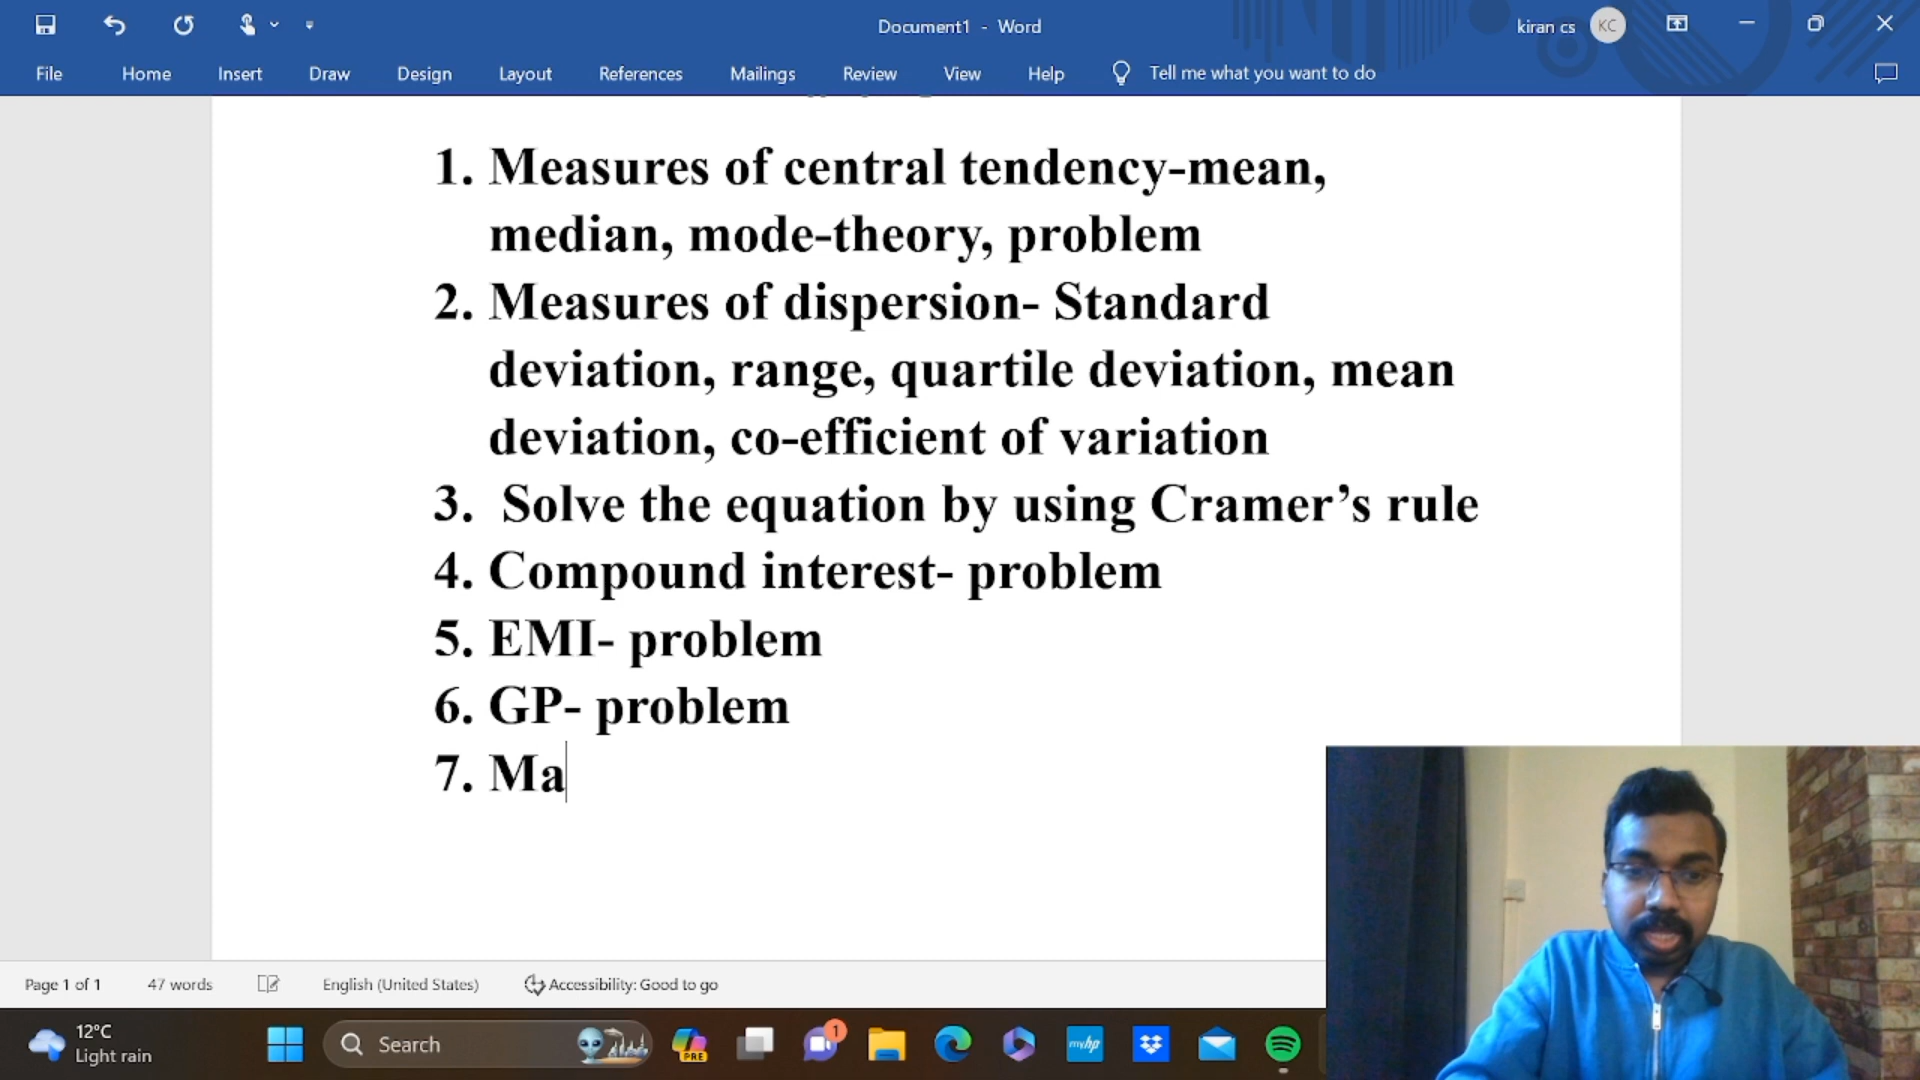 Document1 - Word
kiran cs
KC
File Home Insert Draw Design Layout References Mailings Review View Help Tell me what you want to do
1. Measures of central tendency-mean,
median, mode-theory, problem
2. Measures of dispersion- Standard
deviation, range, quartile deviation, mean
deviation, co-efficient of variation
3. Solve the equation by using Cramer’s rule
4. Compound interest- problem
5. EMI- problem
6. GP- problem
7. Ma
Page 1 of 1 47 words English (United States) Accessibility: Good to go
12°C
Light rain
Search
PRE
1
myhp